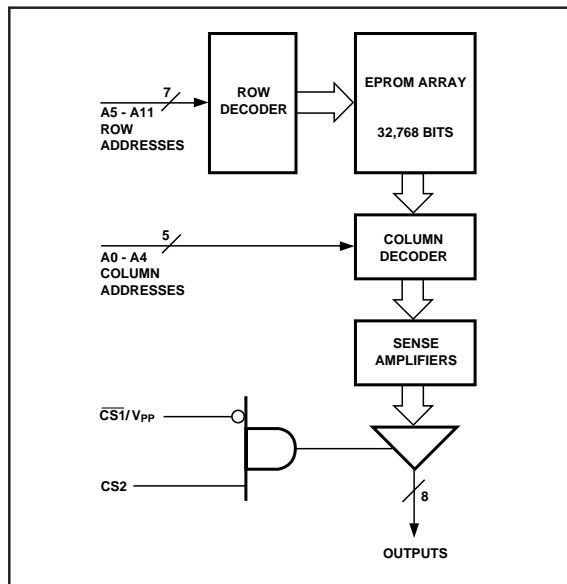 7
A5 - A11
ROW
ADDRESSES
ROW
DECODER
EPROM ARRAY
32,768 BITS
5
A0 - A4
COLUMN
ADDRESSES
COLUMN
DECODER
SENSE
AMPLIFIERS
CS1/VPP
CS2
8
OUTPUTS